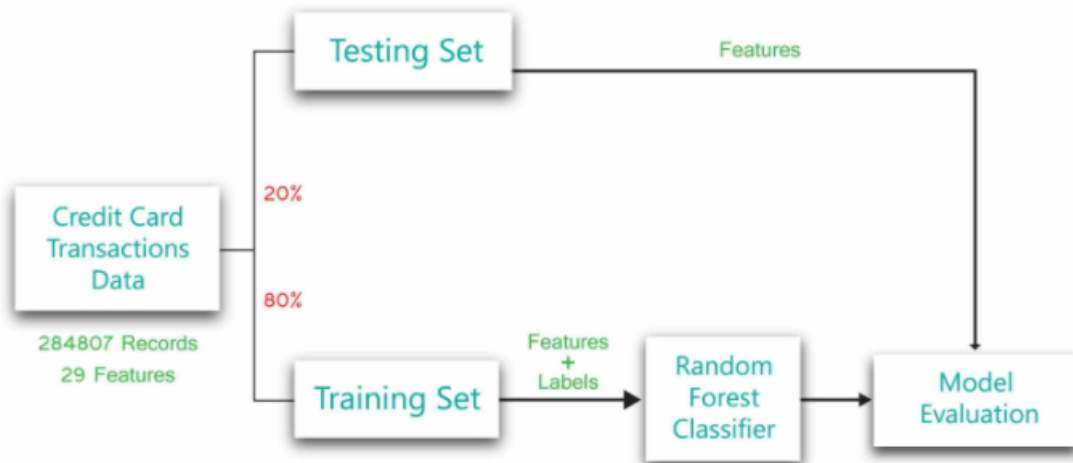 Testing Set
Features
20%
Credit Card
Transactions
Data
80%
284807 Records
29 Features
Features
+
Labels
Training Set
Random
Forest
Classifier
Model
Evaluation